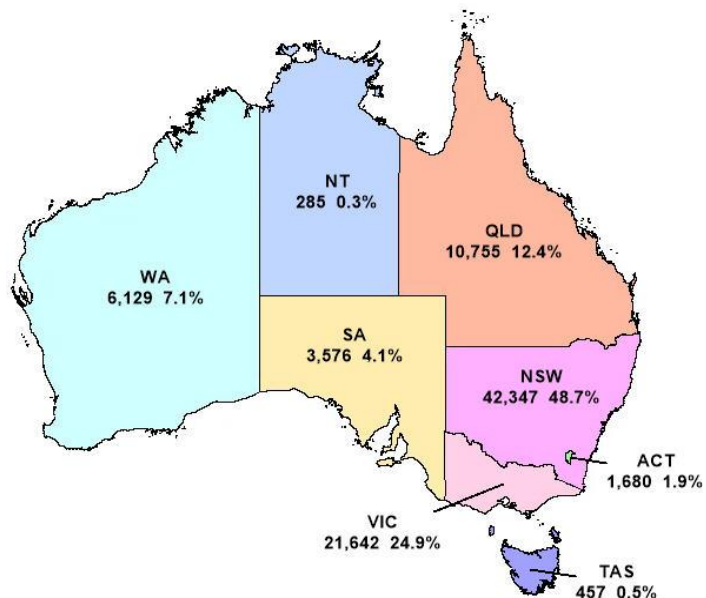 NT
285 0.3%
QLD
10,755 12.4%
WA
6,129 7.1%
SA
3,576 4.1%
NSW
42,347 48.7%
ACT
1,680 1.9%
VIC
21,642 24.9%
TAS
457 0.5%